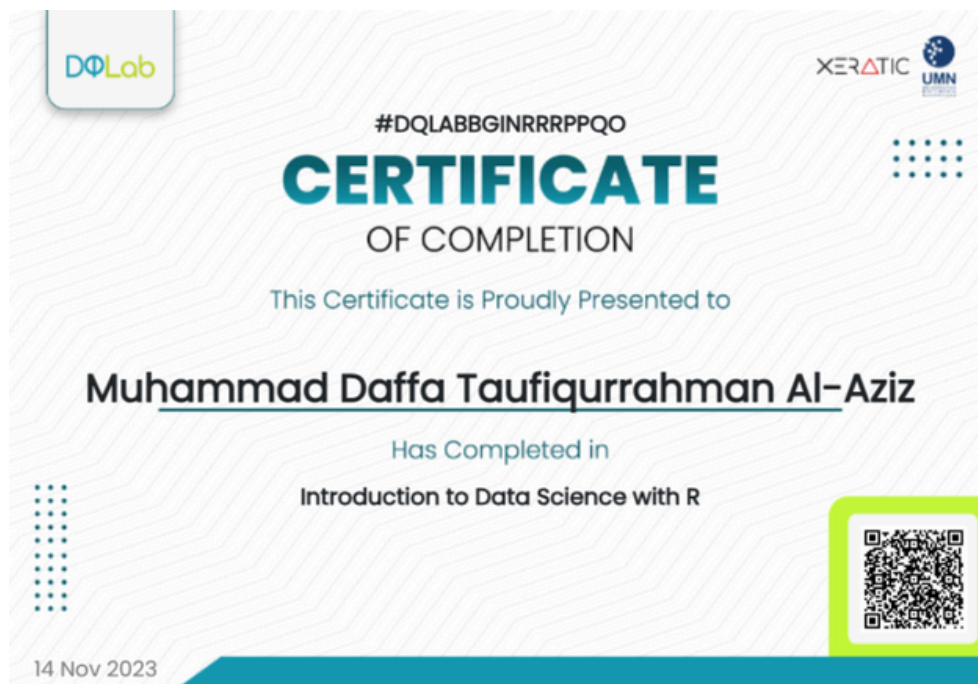 DQLab
XERATIC
UMN
#DQLABBGINRRRPPQO
CERTIFICATE
OF COMPLETION
This Certificate is Proudly Presented to
Muhammad Daffa Taufiqurrahman Al-Aziz
Has Completed in
Introduction to Data Science with R
14 Nov 2023